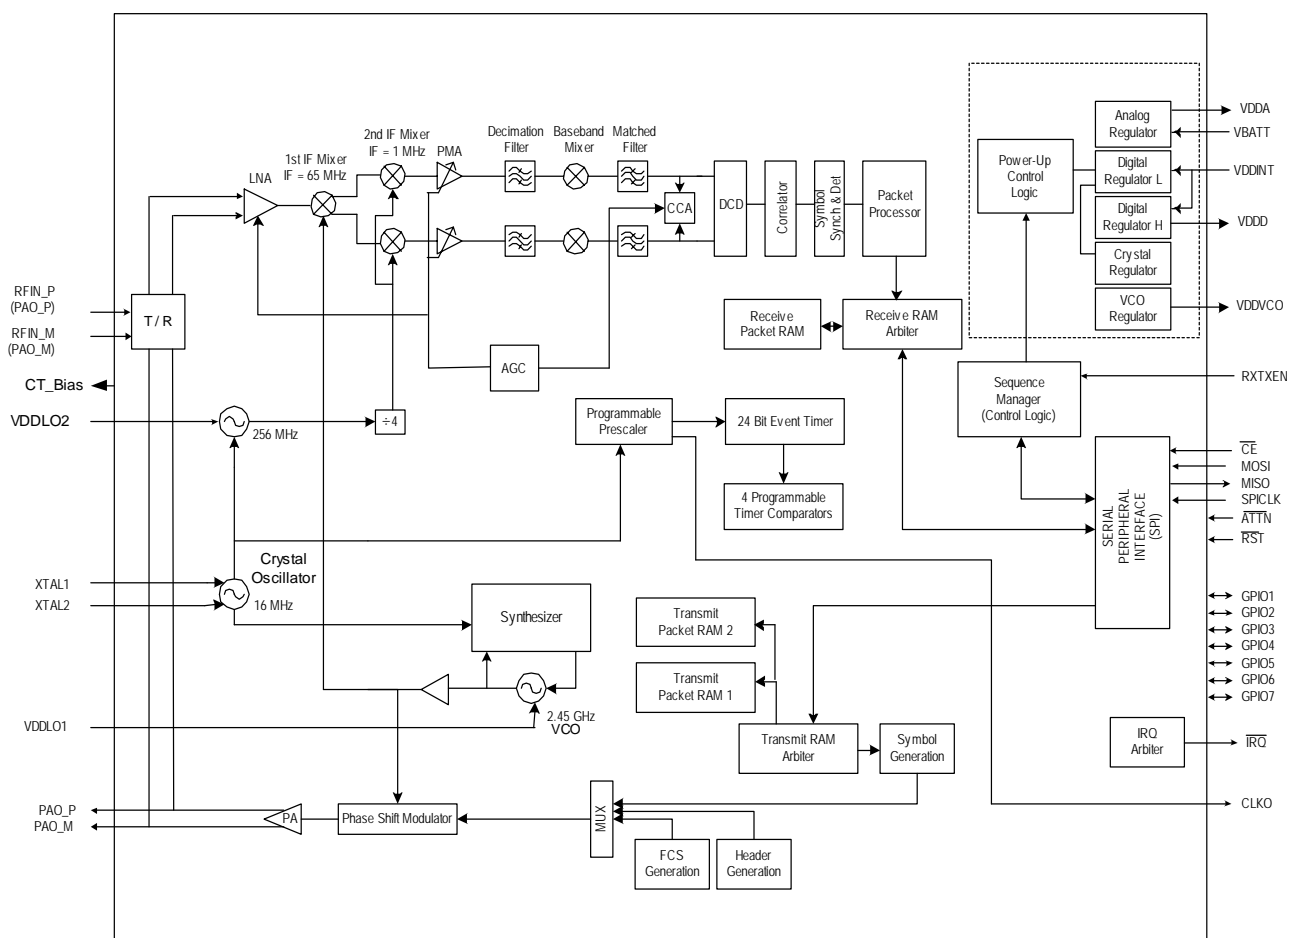 2nd IF Mixer
IF = 1 MHz
PMA
Decimation
Filter
Baseband
Mixer
Matched
Filter
1st IF Mixer
IF = 65 MHz
LNA
CCA
DCD
Correlator
Symbol
Synch & Det
Packet
Processor
Power-Up
Control
Logic
Analog
Regulator
Digital
Regulator L
Digital
Regulator H
Crystal
Regulator
VCO
Regulator
VDDA
VBATT
VDDINT
VDDD
VDDVCO
RFIN_P
(PAO_P)
RFIN_M
(PAO_M)
T / R
CT_Bias
VDDLO2
256 MHz
÷4
AGC
Receive
Packet RAM
Receive RAM
Arbiter
Sequence
Manager
(Control Logic)
RXTXEN
Programmable
Prescaler
24 Bit Event Timer
4 Programmable
Timer Comparators
SERIAL
PERIPHERAL
INTERFACE
(SPI)
CE
MOSI
MISO
SPICLK
ATTN
RST
GPIO1
GPIO2
GPIO3
GPIO4
GPIO5
GPIO6
GPIO7
XTAL1
XTAL2
Crystal
Oscillator
16 MHz
Synthesizer
2.45 GHz
VCO
VDDLO1
Transmit
Packet RAM 2
Transmit
Packet RAM 1
Transmit RAM
Arbiter
Symbol
Generation
IRQ
Arbiter
IRQ
CLKO
PAO_P
PAO_M
PA
Phase Shift Modulator
MUX
FCS
Generation
Header
Generation